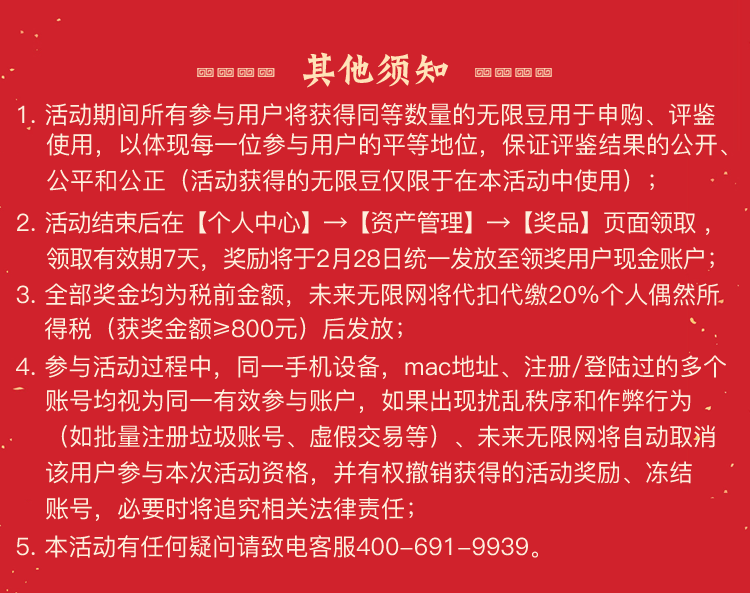 其他须知
1. 活动期间所有参与用户将获得同等数量的无限豆用于申购、评鉴
使用，以体现每一位参与用户的平等地位，保证评鉴结果的公开、
公平和公正（活动获得的无限豆仅限于在本活动中使用）；
2. 活动结束后在【个人中心】→【资产管理】→【奖品】页面领取，
领取有效期7天，奖励将于2月28日统一发放至领奖用户现金账户；
3. 全部奖金均为税前金额，未来无限网将代扣代缴20%个人偶然所
得税（获奖金额≥800元）后发放；
4. 参与活动过程中，同一手机设备，mac地址、注册/登陆过的多个
账号均视为同一有效参与账户，如果出现扰乱秩序和作弊行为
（如批量注册垃圾账号、虚假交易等）、未来无限网将自动取消
该用户参与本次活动资格，并有权撤销获得的活动奖励、冻结
账号，必要时将追究相关法律责任；
5. 本活动有任何疑问请致电客服400-691-9939。